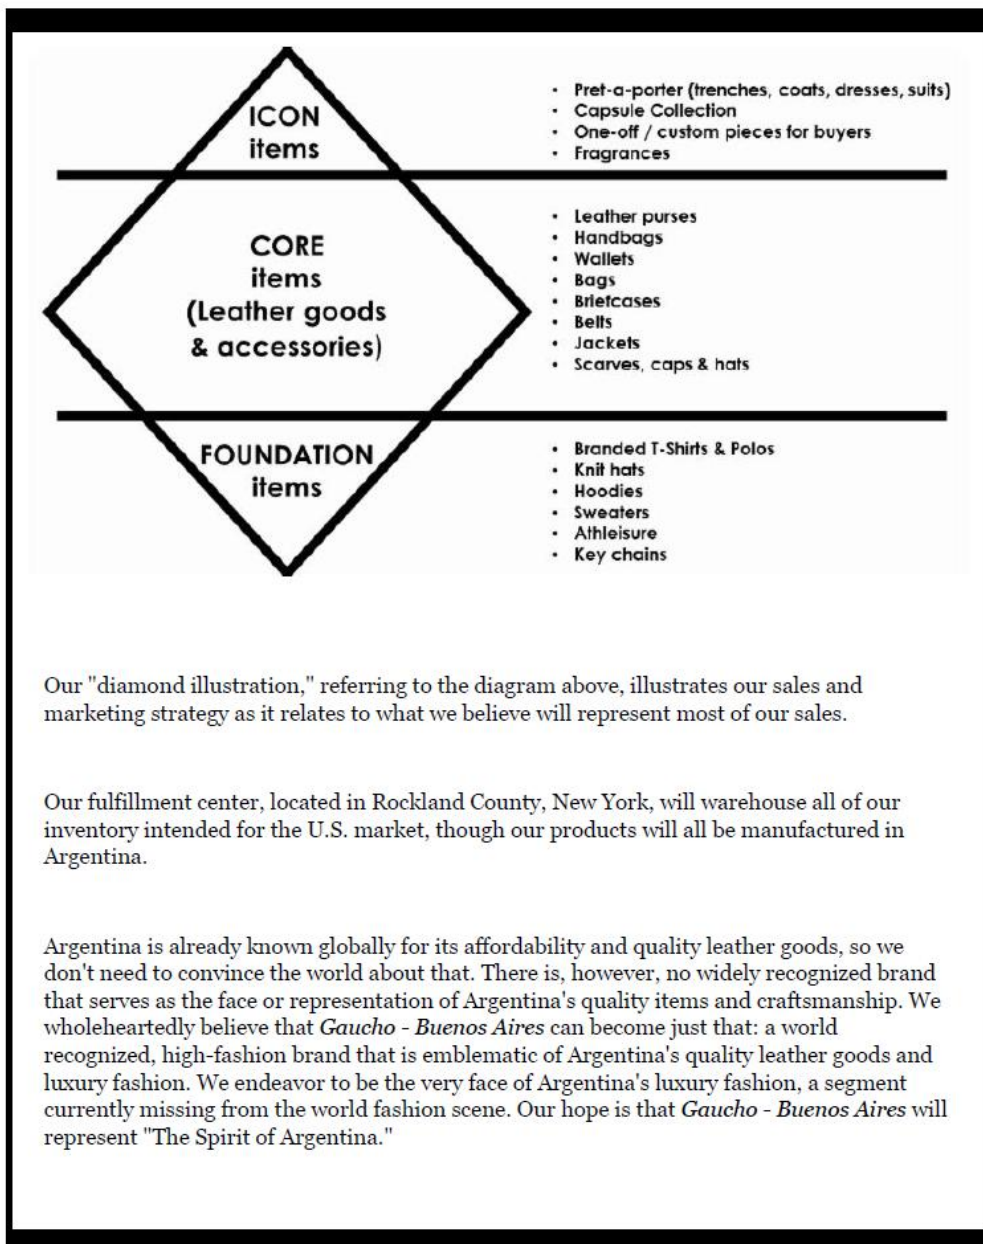 ICON
items
• Pret-a-porter (trenches, coats, dresses, suits)
• Capsule Collection
• One-off / custom pieces for buyers
• Fragrances
CORE
items
(Leather goods
& accessories)
• Leather purses
• Handbags
• Wallets
• Bags
• Briefcases
• Belts
• Jackets
• Scarves, caps & hats
FOUNDATION
items
• Branded T-Shirts & Polos
• Knit hats
• Hoodies
• Sweaters
• Athleisure
• Key chains
Our "diamond illustration," referring to the diagram above, illustrates our sales and
marketing strategy as it relates to what we believe will represent most of our sales.
Our fulfillment center, located in Rockland County, New York, will warehouse all of our
inventory intended for the U.S. market, though our products will all be manufactured in
Argentina.
Argentina is already known globally for its affordability and quality leather goods, so we
don't need to convince the world about that. There is, however, no widely recognized brand
that serves as the face or representation of Argentina's quality items and craftsmanship. We
wholeheartedly believe that Gaucho - Buenos Aires can become just that: a world
recognized, high-fashion brand that is emblematic of Argentina's quality leather goods and
luxury fashion. We endeavor to be the very face of Argentina's luxury fashion, a segment
currently missing from the world fashion scene. Our hope is that Gaucho - Buenos Aires will
represent "The Spirit of Argentina."